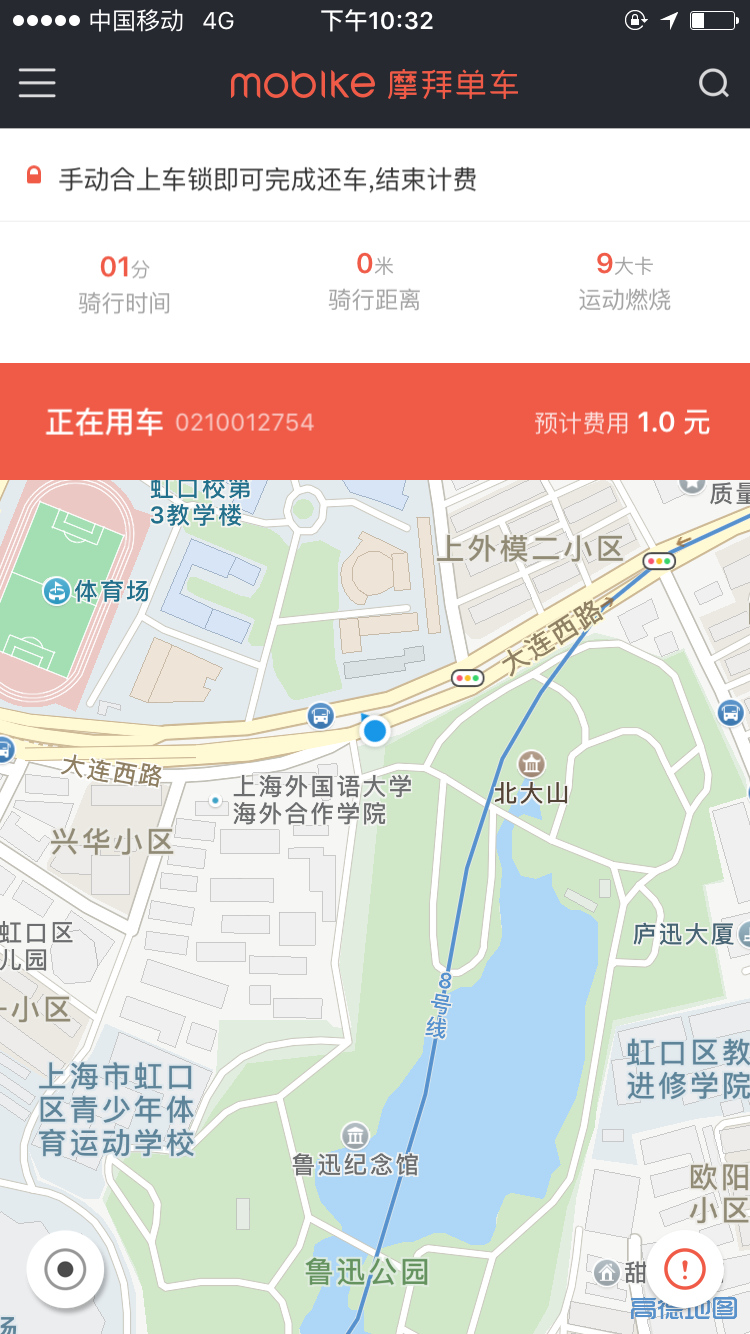 中国移动 4G 下午10:32
mobike 摩拜单车
手动合上车锁即可完成还车,结束计费
01分 0米 9大卡
骑行时间 骑行距离 运动燃烧
正在用车 0210012754 预计费用 1.0 元
虹口校第
3教学楼
质量
上外模二小区
体育场
大连西路
大连西路
上海外国语大学
海外合作学院
北大山
兴华小区
虹口区
儿园
庐迅大厦
小区
8号线
虹口区教
进修学院
上海市虹口
区青少年体
育运动学校
鲁迅纪念馆
欧阳
小区
鲁迅公园
甜
高德地图